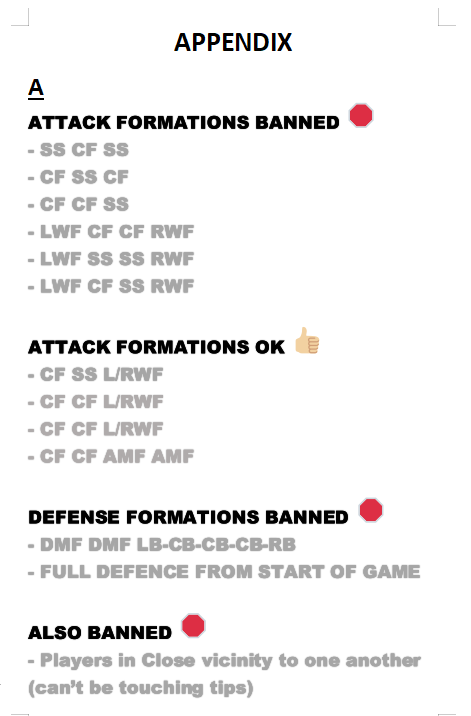 APPENDIX
A
ATTACK FORMATIONS BANNED
- SS CF SS
- CF SS CF
- CF CF SS
- LWF CF CF RWF
- LWF SS SS RWF
- LWF CF SS RWF
ATTACK FORMATIONS OK
- CF SS L/RWF
- CF CF L/RWF
- CF CF L/RWF
- CF CF AMF AMF
DEFENSE FORMATIONS BANNED
- DMF DMF LB-CB-CB-CB-RB
- FULL DEFENCE FROM START OF GAME
ALSO BANNED
- Players in Close vicinity to one another
(can’t be touching tips)